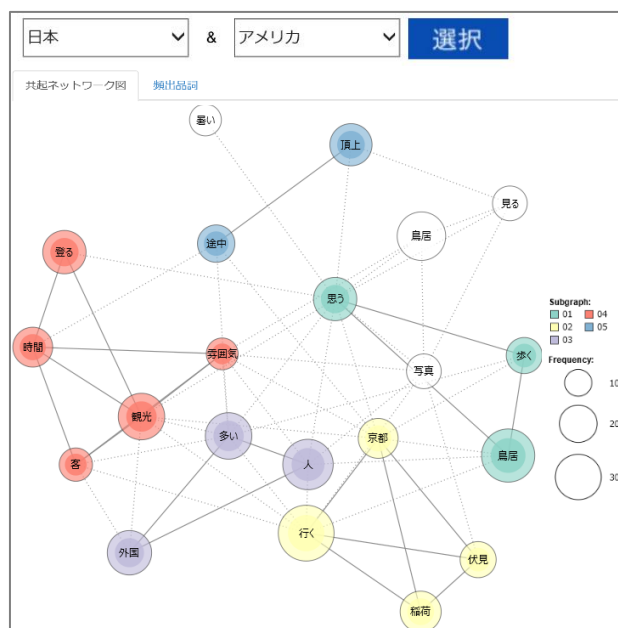 日本 & アメリカ 選択
共起ネットワーク図 頻出品詞
暑い
頂上
見る
鳥居
途中
登る
思う
Subgraph:
01 04
02 05
03
時間
雰囲気
歩く
Frequency:
写真
10
観光
20
多い
京都
客
人
鳥居
30
行く
外国
伏見
稲荷